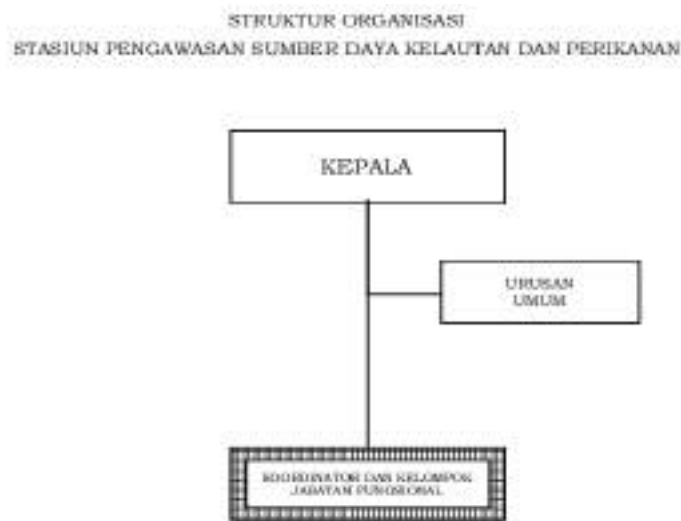 STRUKTUR ORGANISASI
STASIUN PENGAWASAN SUMBER DAYA KELAUTAN DAN PERIKANAN
KEPALA
URUSAN
UMUM
KOORDINATOR DAN KELOMPOK
JABATAN FUNGSIONAL